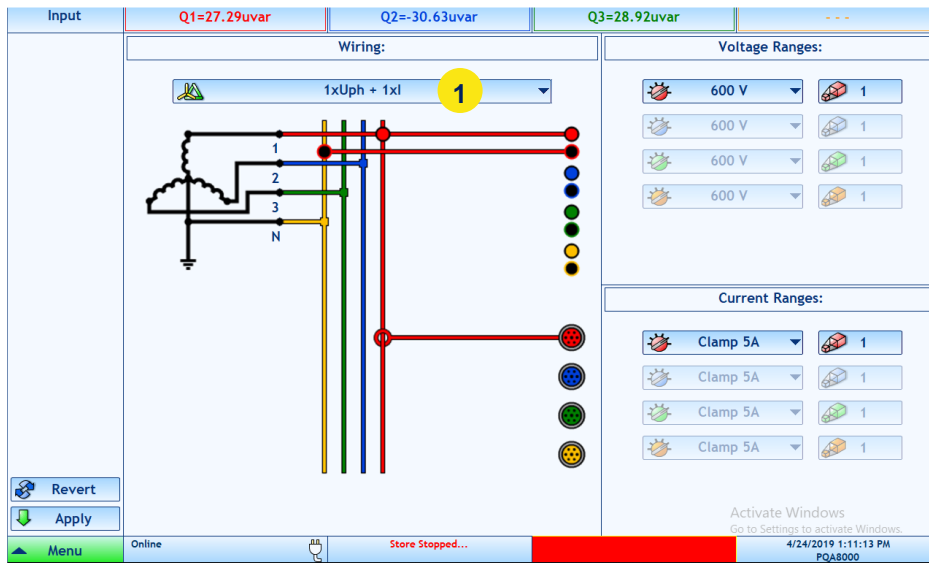 Input
Q1=27.29uvar
Q2=-30.63uvar
Q3=28.92uvar
- - -
Wiring:
1xUph + 1xI
1
1
2
3
N
Voltage Ranges:
600 V 1
600 V 1
600 V 1
600 V 1
Current Ranges:
Clamp 5A 1
Clamp 5A 1
Clamp 5A 1
Clamp 5A 1
Revert
Apply
Activate Windows
Go to Settings to activate Windows.
Menu
Online
Store Stopped...
4/24/2019 1:11:13 PM
PQA8000